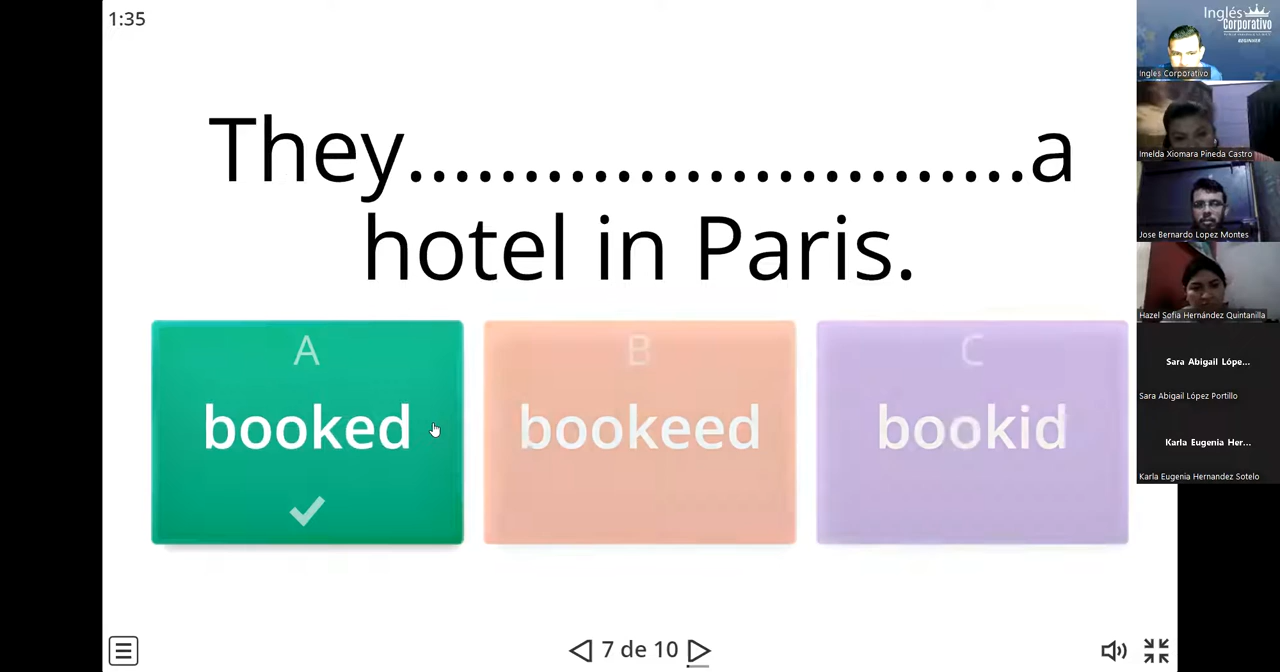 1:35
They..........................a
hotel in Paris.
A
booked
B
bookeed
C
bookid
7 de 10
Inglés
Corporativo
BEGINNER
Ingles Corporativo
Imelda Xiomara Pineda Castro
Jose Bernardo Lopez Montes
Hazel Sofia Hernández Quintanilla
Sara Abigail Lópe...
Sara Abigail López Portillo
Karla Eugenia Her...
Karla Eugenia Hernandez Sotelo